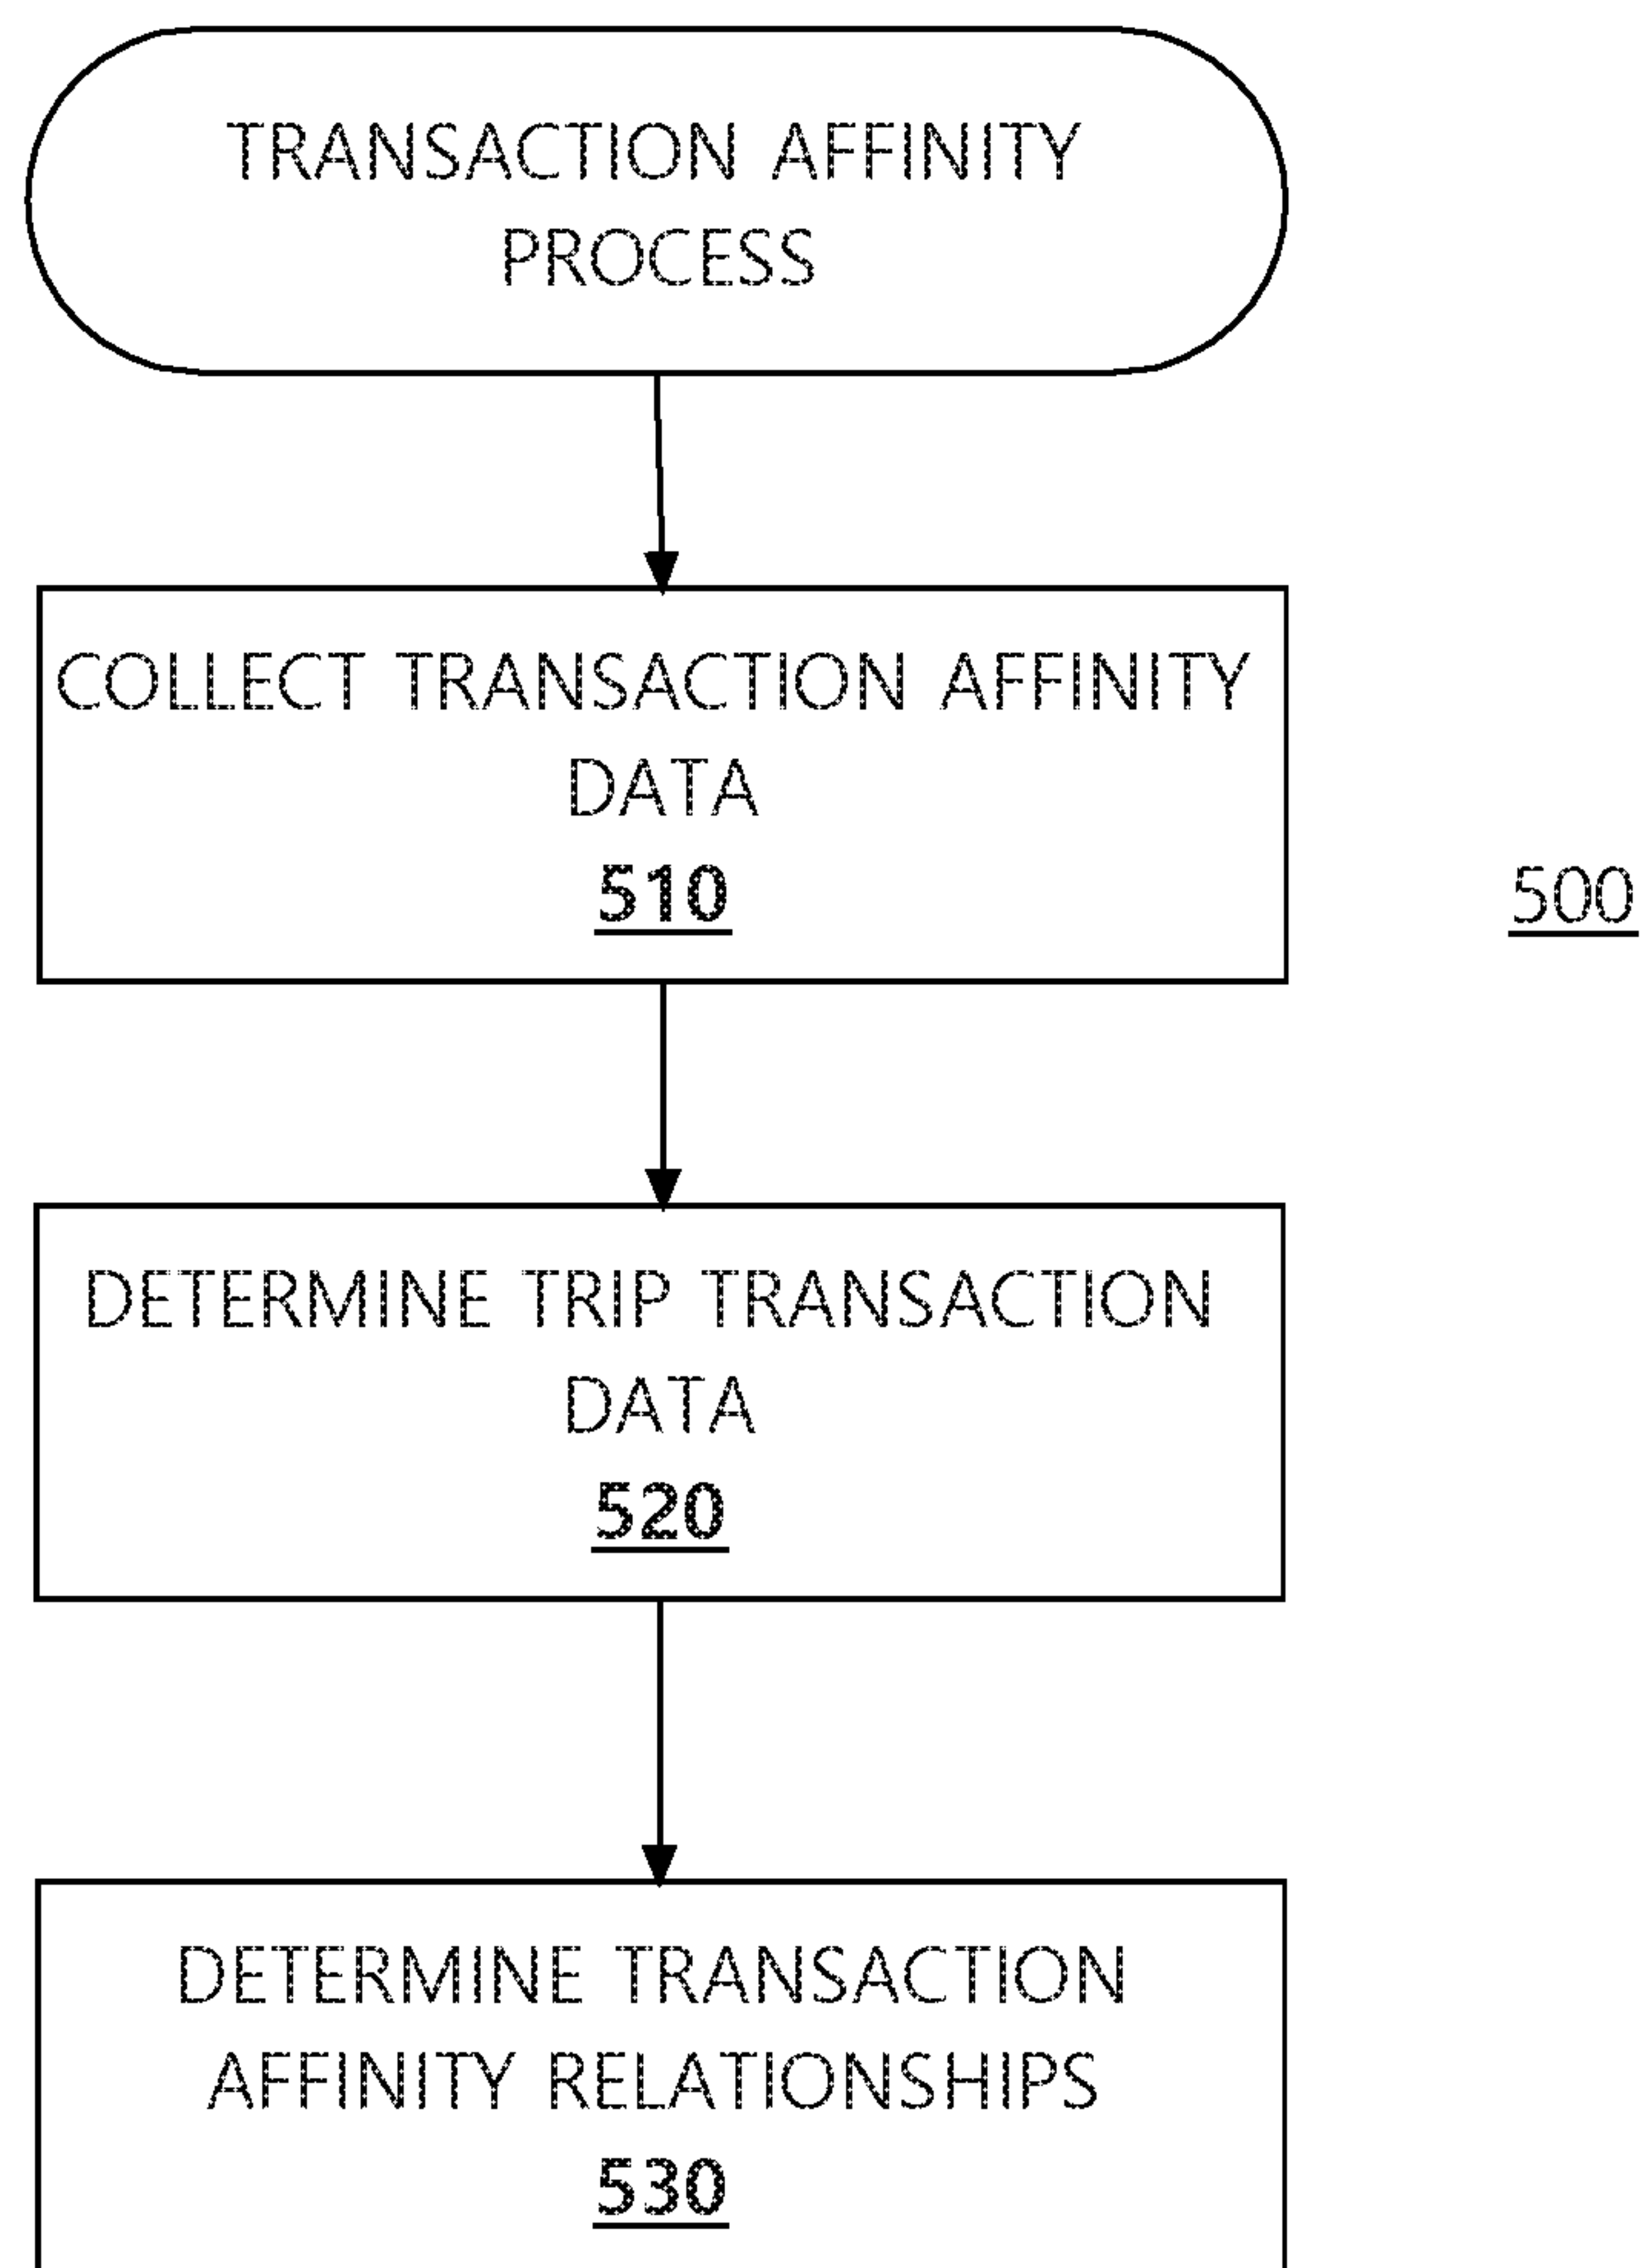 TRANSACTION AFFINITY
PROCESS
COLLECT TRANSACTION AFFINITY
DATA
510
500
DETERMINE TRIP TRANSACTION
DATA
520
DETERMINE TRANSACTION
AFFINITY RELATIONSHIPS
530